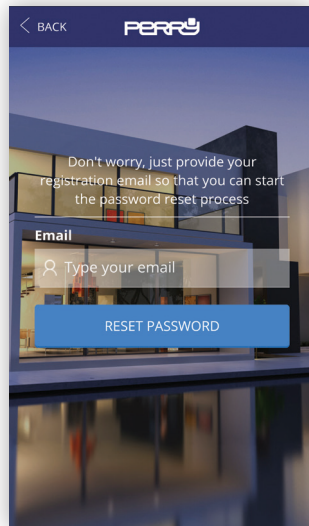 BACK
PERRY
Don't worry, just provide your
registration email so that you can start
the password reset process
Email
Type your email
RESET PASSWORD